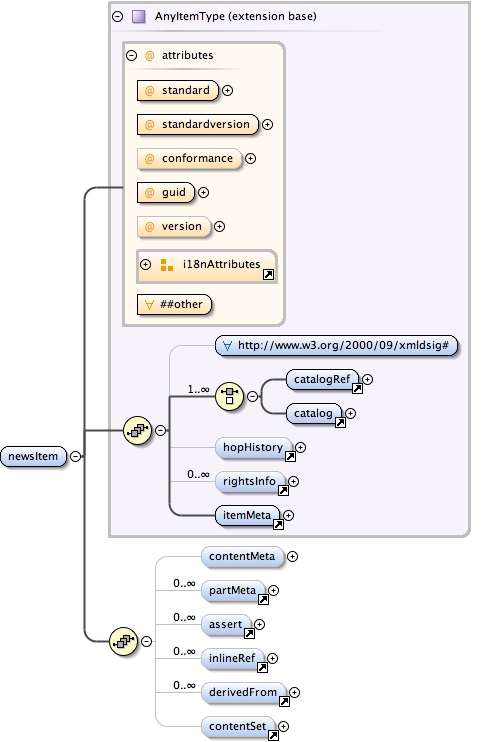 AnyItemType (extension base)
@ attributes
@ standard
@ standardversion
@ conformance
@ guid
@ version
i18nAttributes
##other
http://www.w3.org/2000/09/xmldsig#
1..∞
catalogRef
catalog
newsItem
hopHistory
0..∞
rightsInfo
itemMeta
contentMeta
0..∞
partMeta
0..∞
assert
0..∞
inlineRef
0..∞
derivedFrom
contentSet